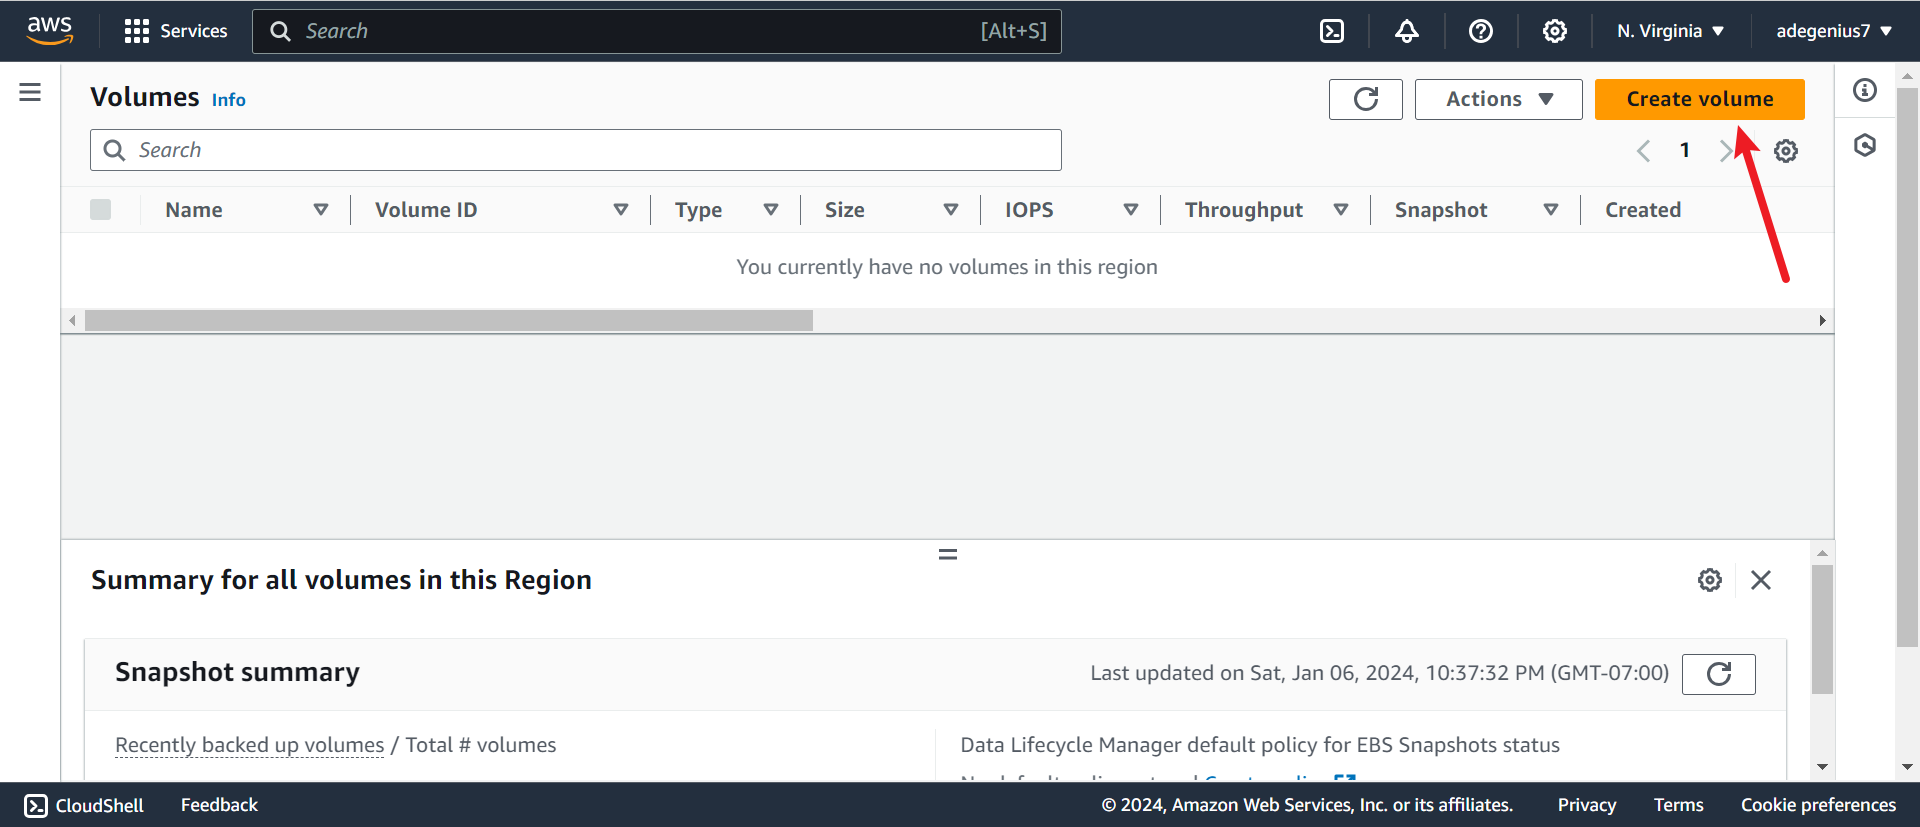 aws Services Search [Alt+S] N. Virginia adegenius7
Volumes Info Actions Create volume
Search 1
Name Volume ID Type Size IOPS Throughput Snapshot Created
You currently have no volumes in this region
Summary for all volumes in this Region
Snapshot summary Last updated on Sat, Jan 06, 2024, 10:37:32 PM (GMT-07:00)
Recently backed up volumes / Total # volumes Data Lifecycle Manager default policy for EBS Snapshots status
CloudShell Feedback © 2024, Amazon Web Services, Inc. or its affiliates. Privacy Terms Cookie preferences